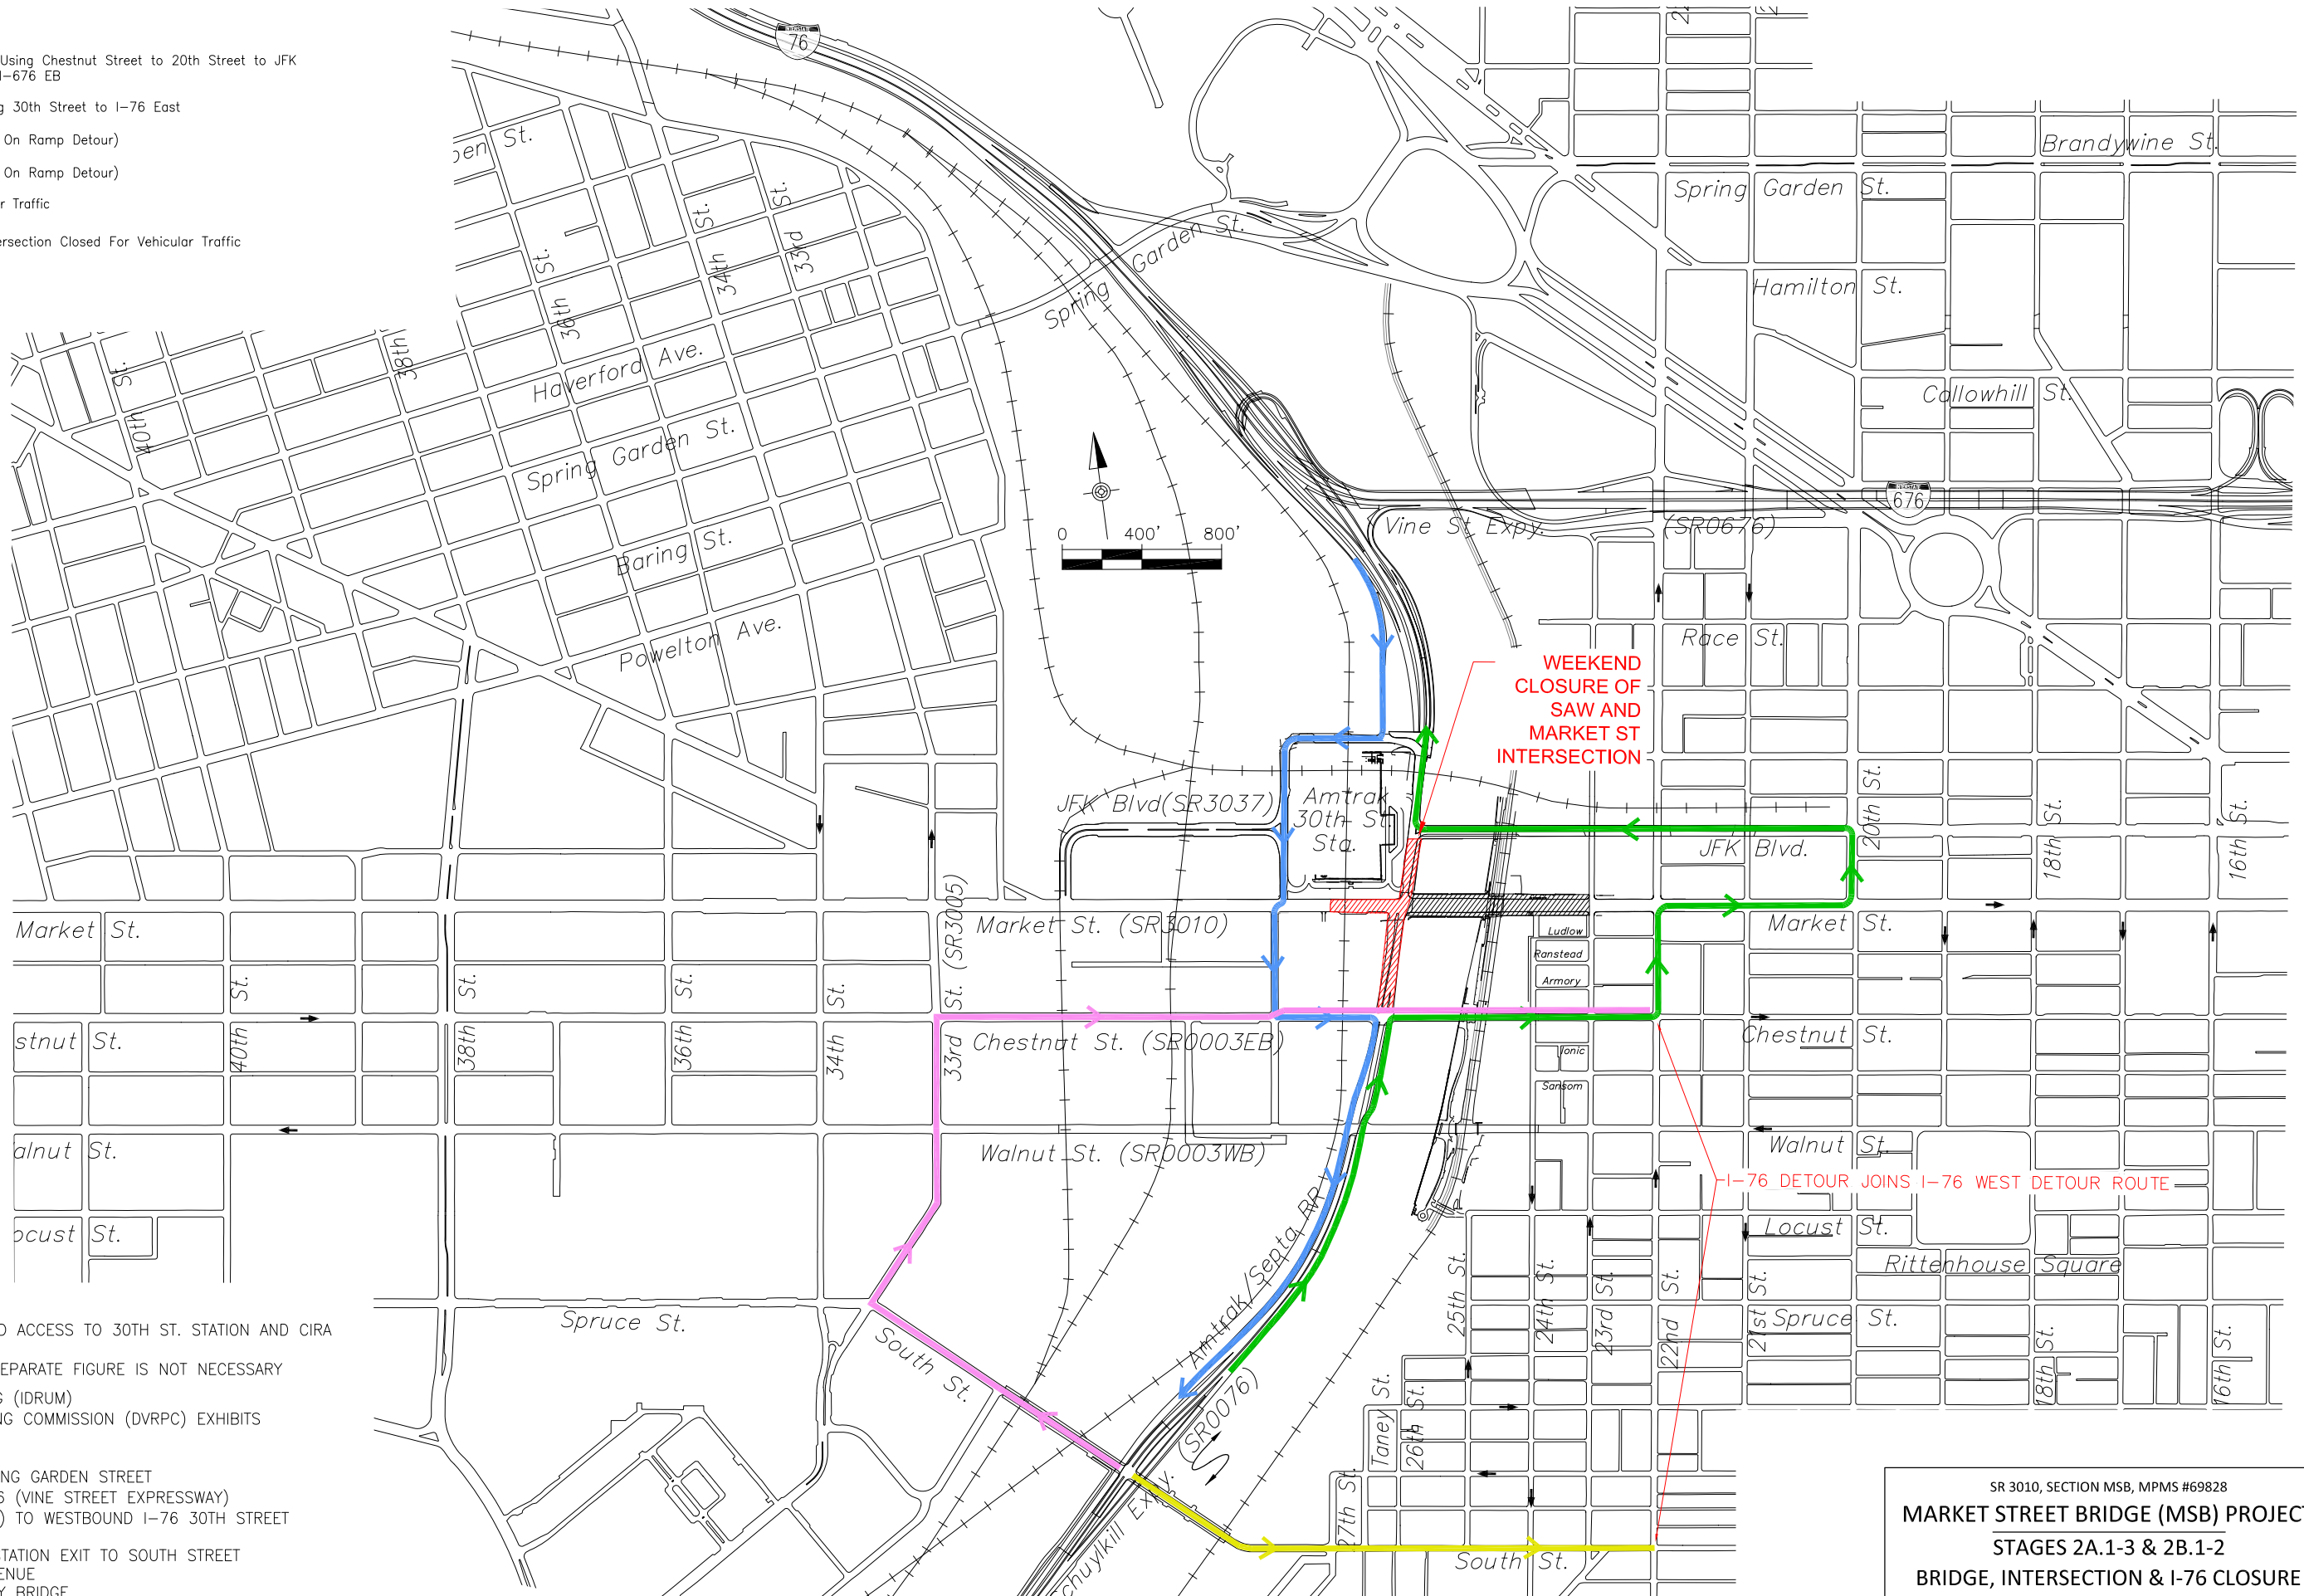 Using Chestnut Street to 20th Street to JFK
I-676 EB
g 30th Street to I-76 East
On Ramp Detour)
On Ramp Detour)
r Traffic
ersection Closed For Vehicular Traffic
76
pen St.
Brandywine St.
Spring Garden St.
Hamilton St.
Callowhill St.
676
Vine St Expy. (SR0676)
Race St.
Spring Garden St.
40th St.
38th
36th St.
34th St.
33rd St.
Haverford Ave.
Spring Garden St.
Baring St.
Powelton Ave.
0 400' 800'
WEEKEND
CLOSURE OF
SAW AND
MARKET ST
INTERSECTION
JFK Blvd(SR3037)
Amtrak
30th St.
Sta.
JFK Blvd.
20th St.
18th St.
16th St.
Market St.
Market St. (SR3010)
Market St.
Ludlow
Ranstead
Armory
Ionic
Sansom
40th St.
38th St.
36th St.
34th St.
33rd St. (SR3005)
stnut St.
Chestnut St. (SR0003EB)
Chestnut St.
alnut St.
Walnut St. (SR0003WB)
Walnut St.
I-76 DETOUR JOINS I-76 WEST DETOUR ROUTE
ocust St.
Locust St.
Rittenhouse Square
Spruce St.
Spruce St.
South St.
Amtrak/Septa RR
(SR0076)
Schuylkill Expy.
25th St.
24th St.
23rd St.
22nd St.
21st St.
18th St.
16th St.
Taney St.
26th St.
27th St.
South St.
O ACCESS TO 30TH ST. STATION AND CIRA
EPARATE FIGURE IS NOT NECESSARY
G (IDRUM)
NG COMMISSION (DVRPC) EXHIBITS
NG GARDEN STREET
6 (VINE STREET EXPRESSWAY)
) TO WESTBOUND I-76 30TH STREET
STATION EXIT TO SOUTH STREET
ENUE
Y BRIDGE
SR 3010, SECTION MSB, MPMS #69828
MARKET STREET BRIDGE (MSB) PROJECT
STAGES 2A.1-3 & 2B.1-2
BRIDGE, INTERSECTION & I-76 CLOSURE